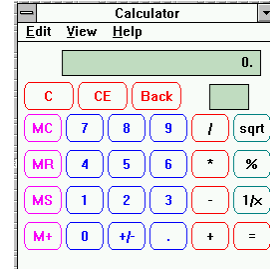 Calculator
Edit View Help
0.
C CE Back
MC 7 8 9 / sqrt
MR 4 5 6 * %
MS 1 2 3 - 1/x
M+ 0 +/- . + =